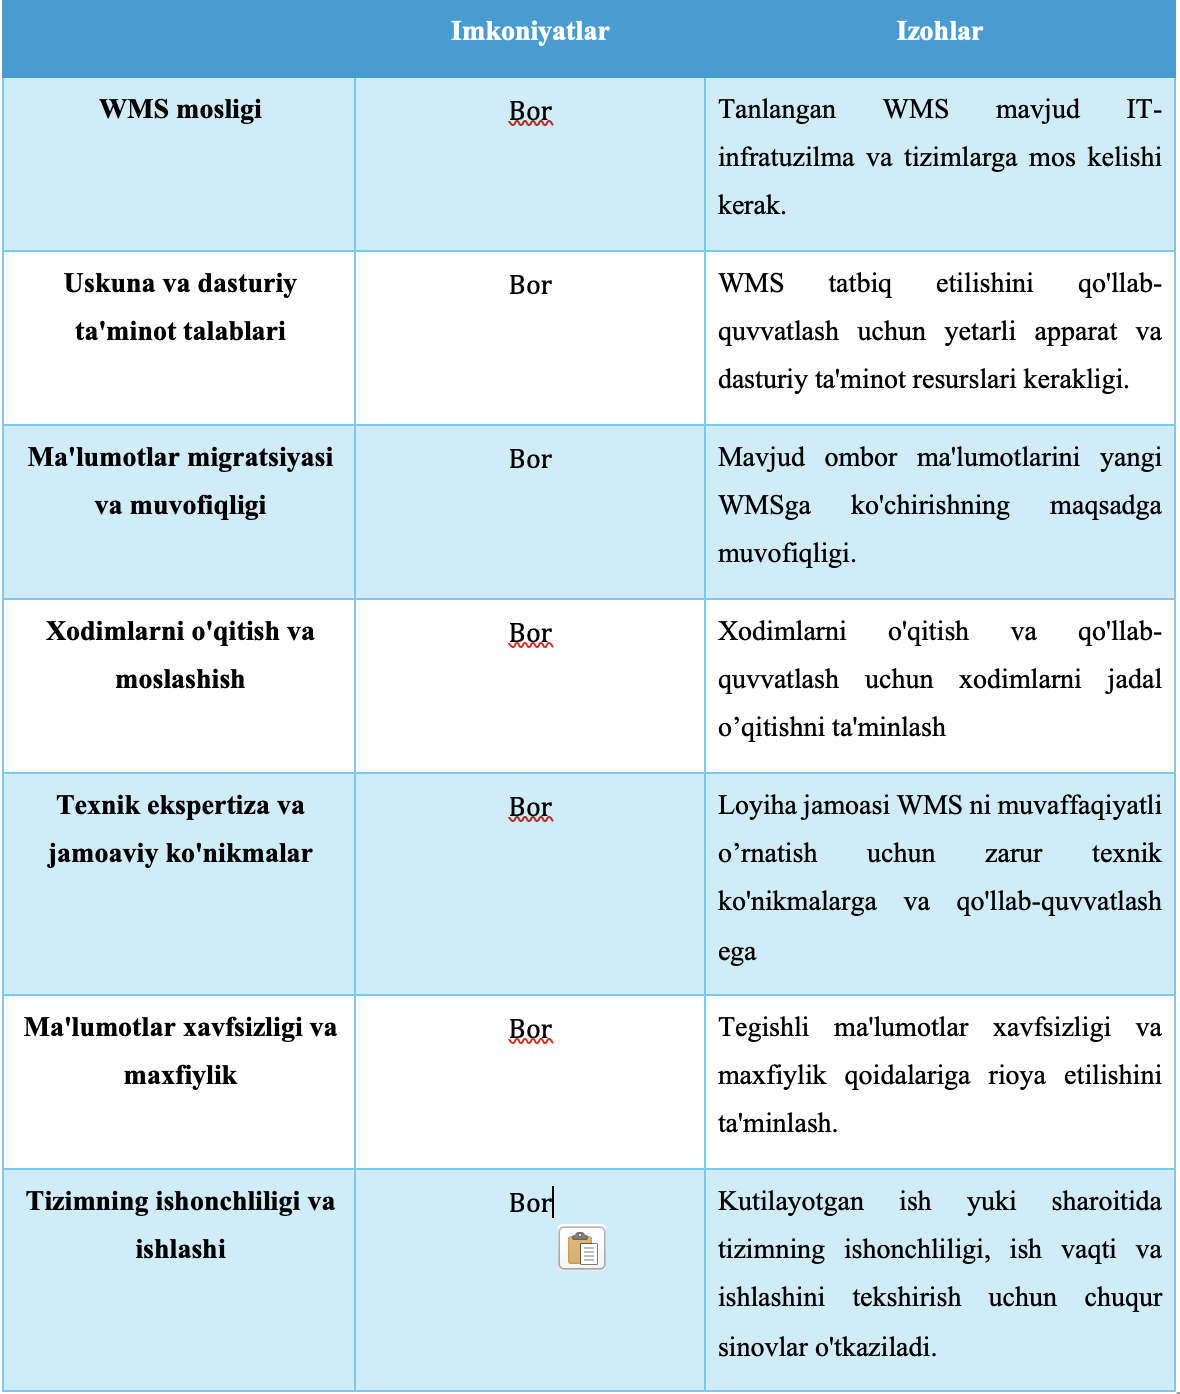 Imkoniyatlar Izohlar
WMS mosligi
Bor
Tanlangan WMS mavjud IT-
infratuzilma va tizimlarga mos kelishi
kerak.
Uskuna va dasturiy
ta'minot talablari
Bor
WMS tatbiq etilishini qo'llab-
quvvatlash uchun yetarli apparat va
dasturiy ta'minot resurslari kerakligi.
Ma'lumotlar migratsiyasi
va muvofiqligi
Bor
Mavjud ombor ma'lumotlarini yangi
WMSga ko'chirishning maqsadga
muvofiqligi.
Xodimlarni o'qitish va
moslashish
Bor
Xodimlarni o'qitish va qo'llab-
quvvatlash uchun xodimlarni jadal
o’qitishni ta'minlash
Texnik ekspertiza va
jamoaviy ko'nikmalar
Bor
Loyiha jamoasi WMS ni muvaffaqiyatli
o’rnatish uchun zarur texnik
ko'nikmalarga va qo'llab-quvvatlash
ega
Ma'lumotlar xavfsizligi va
maxfiylik
Bor
Tegishli ma'lumotlar xavfsizligi va
maxfiylik qoidalariga rioya etilishini
ta'minlash.
Tizimning ishonchliligi va
ishlashi
Bor
Kutilayotgan ish yuki sharoitida
tizimning ishonchliligi, ish vaqti va
ishlashini tekshirish uchun chuqur
sinovlar o'tkaziladi.